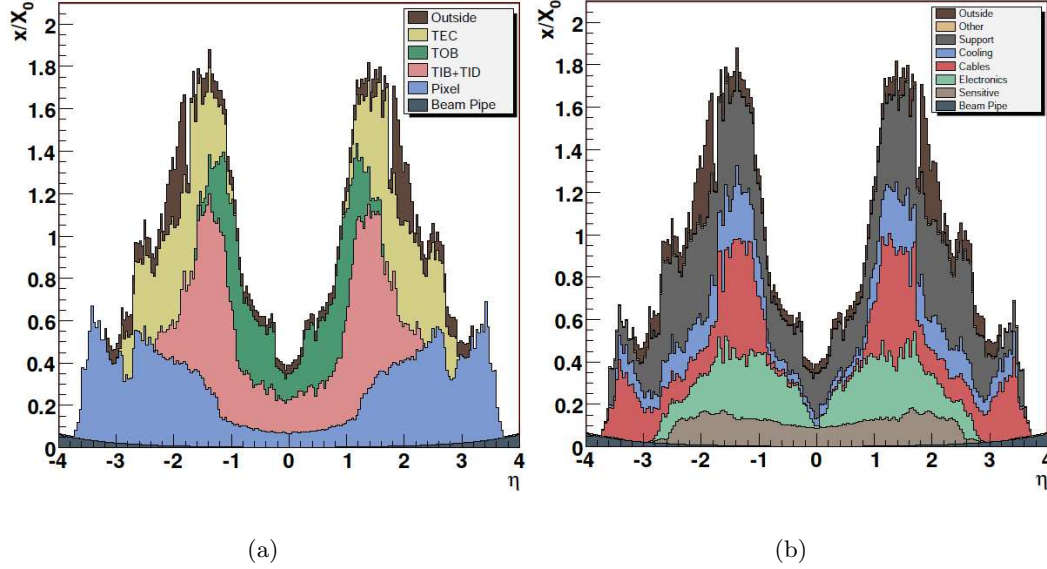 x/X0
2
1.8
1.6
1.4
1.2
1
0.8
0.6
0.4
0.2
0
-4 -3 -2 -1 0 1 2 3 4
η
Outside
TEC
TOB
TIB+TID
Pixel
Beam Pipe
(a)
x/X0
2
1.8
1.6
1.4
1.2
1
0.8
0.6
0.4
0.2
0
-4 -3 -2 -1 0 1 2 3 4
η
Outside
Other
Support
Cooling
Cables
Electronics
Sensitive
Beam Pipe
(b)